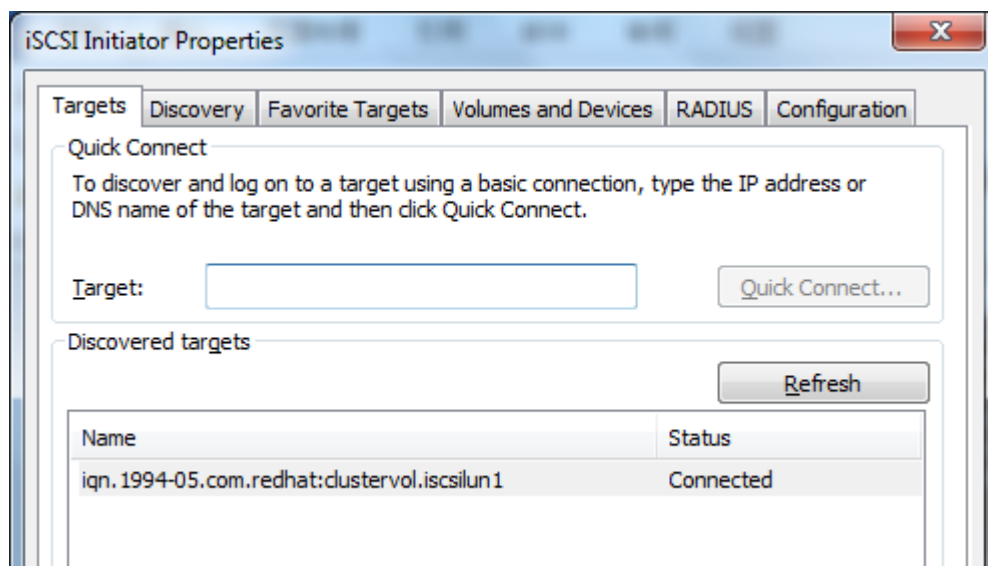 iSCSI Initiator Properties
Targets Discovery Favorite Targets Volumes and Devices RADIUS Configuration
Quick Connect
To discover and log on to a target using a basic connection, type the IP address or
DNS name of the target and then click Quick Connect.
Target: Quick Connect...
Discovered targets
Refresh
Name Status
iqn.1994-05.com.redhat:clustervol.iscsilun1 Connected